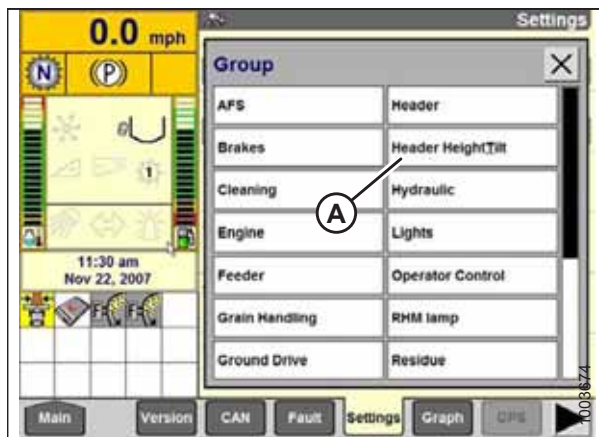 0.0 mph
Settings
N
P
Group
X
AFS
Header
Brakes
Header Height/Tilt
Cleaning
Hydraulic
A
Engine
Lights
Feeder
Operator Control
Grain Handling
RHM lamp
Ground Drive
Residue
1
11:30 am
Nov 22, 2007
F
F
Main
Version
CAN
Fault
Settings
Graph
GPS
1003674